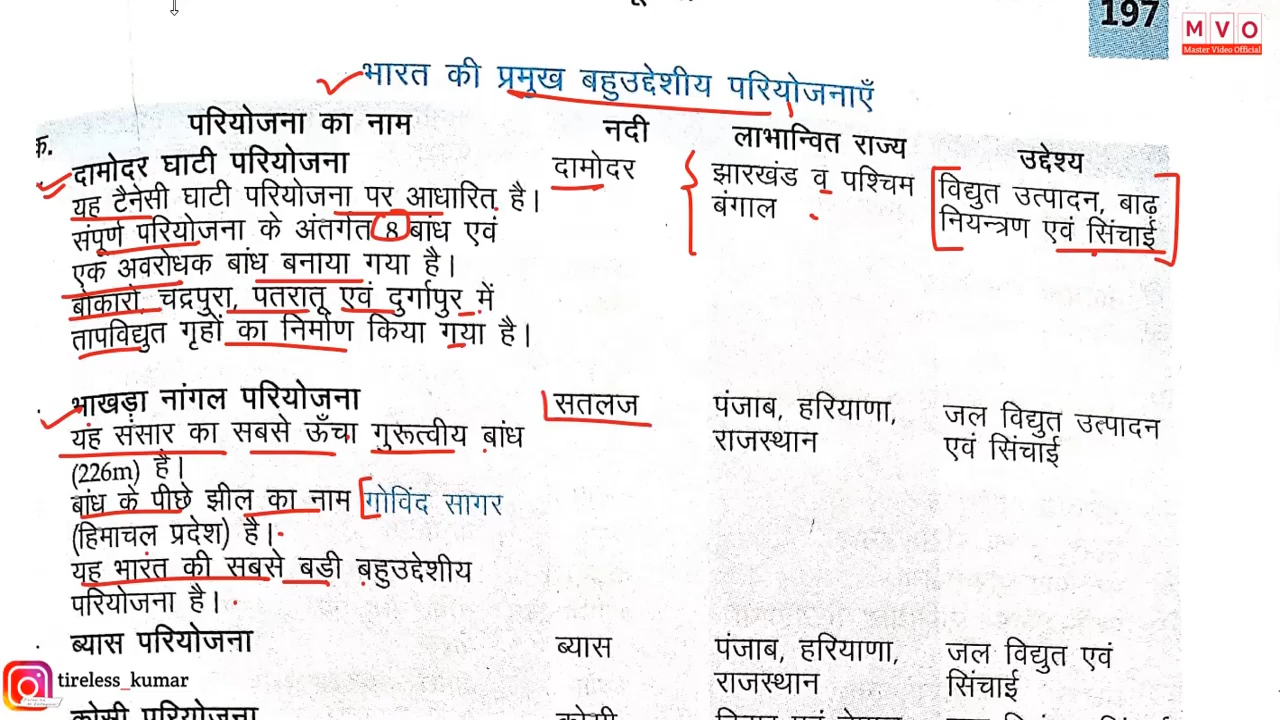 197
M V O
Master Video Official
भारत की प्रमुख बहुउद्देशीय परियोजनाएँ
क. परियोजना का नाम नदी लाभान्वित राज्य उद्देश्य
दामोदर घाटी परियोजना दामोदर झारखंड व पश्चिम विद्युत उत्पादन, बाढ़
यह टैनेसी घाटी परियोजना पर आधारित है। बंगाल नियन्त्रण एवं सिंचाई
संपूर्ण परियोजना के अंतर्गत 8 बांध एवं
एक अवरोधक बांध बनाया गया है।
बोकारो, चद्रपुरा, पतरातू एवं दुर्गापुर में
तापविद्युत गृहों का निर्माण किया गया है।
भाखड़ा नांगल परियोजना सतलज पंजाब, हरियाणा, जल विद्युत उत्पादन
यह संसार का सबसे ऊँचा गुरूत्वीय बांध राजस्थान एवं सिंचाई
(226m) है।
बांध के पीछे झील का नाम गोविंद सागर
(हिमाचल प्रदेश) है।
यह भारत की सबसे बडी बहुउद्देशीय
परियोजना है।
ब्यास परियोजना ब्यास पंजाब, हरियाणा, जल विद्युत एवं
राजस्थान सिंचाई
tireless_kumar
कोसी परियोजना कोसी